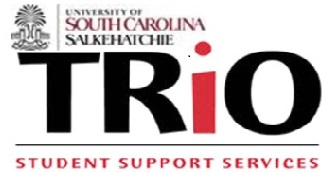 UNIVERSITY OF
SOUTH CAROLINA
SALKEHATCHIE
TRiO
STUDENT SUPPORT SERVICES